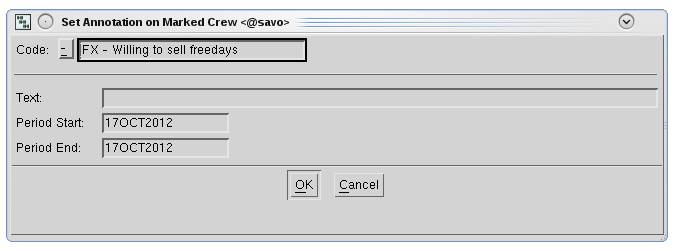 Set Annotation on Marked Crew <@savo>
Code: FX - Willing to sell freedays
Text:
Period Start: 17OCT2012
Period End: 17OCT2012
OK Cancel